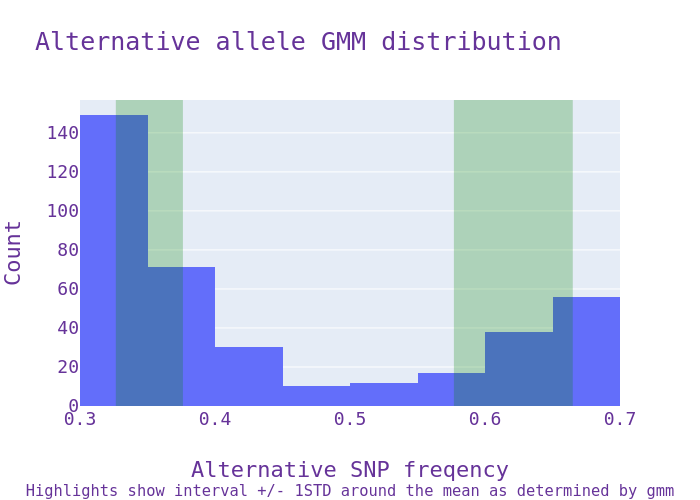 Alternative allele GMM distribution
140
120
100
80
60
40
20
0
Count
0.3 0.4 0.5 0.6 0.7
Alternative SNP freqency
Highlights show interval +/- 1STD around the mean as determined by gmm